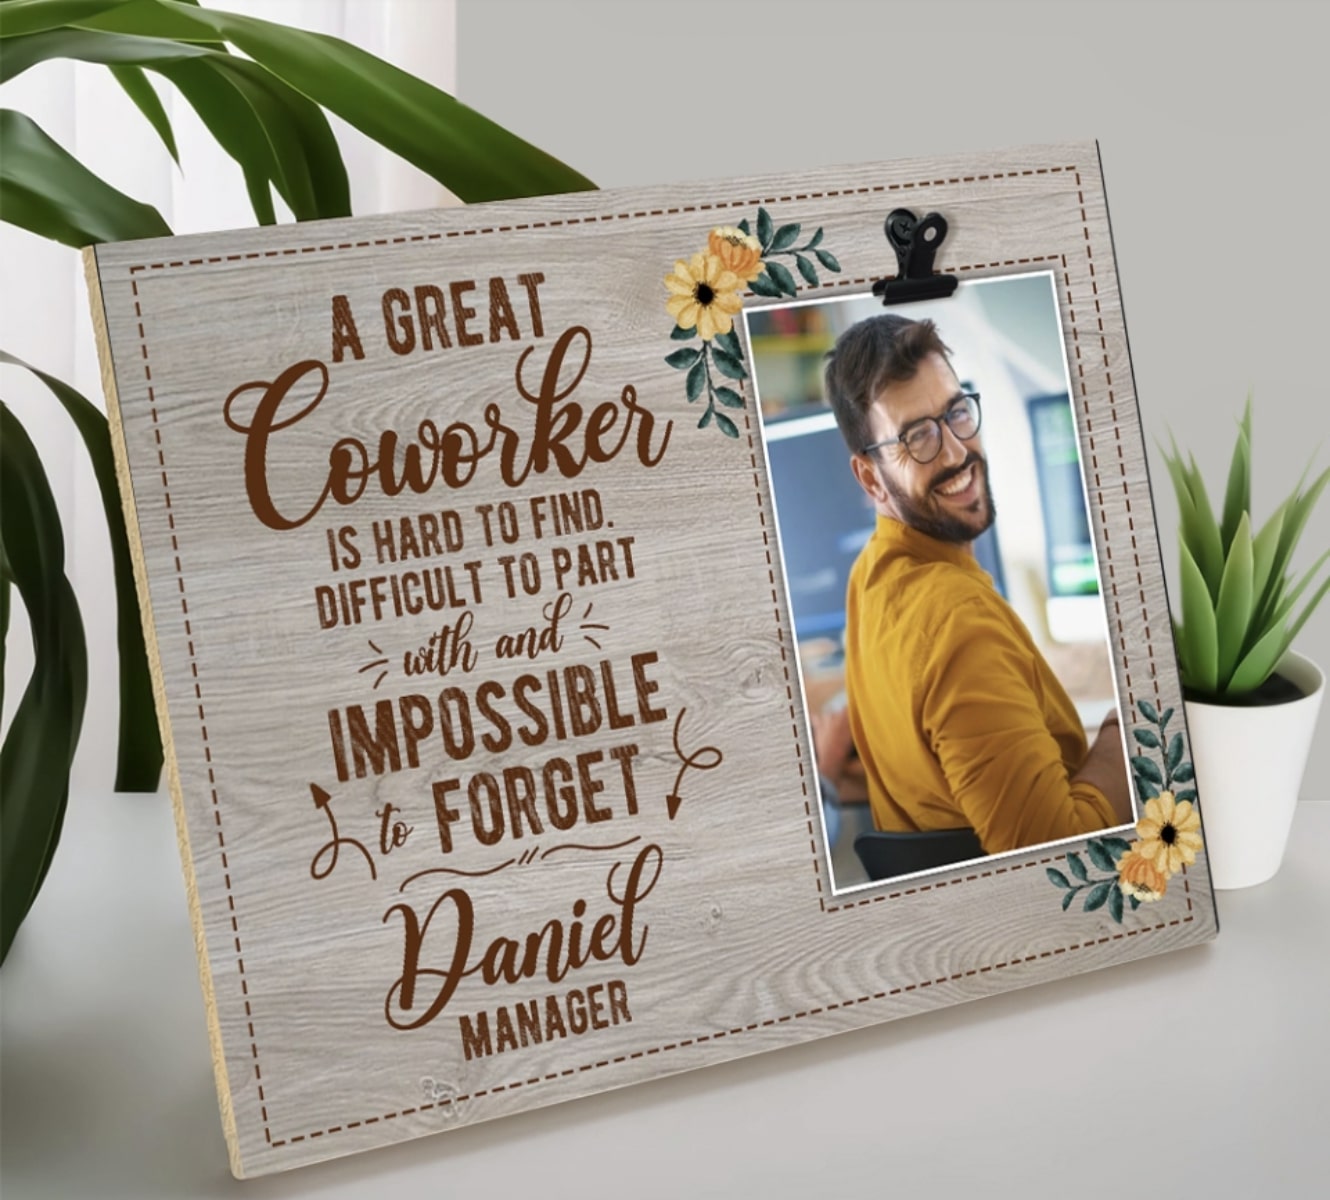 A GREAT
Coworker
IS HARD TO FIND.
DIFFICULT TO PART
with and
IMPOSSIBLE
to FORGET
Daniel
MANAGER